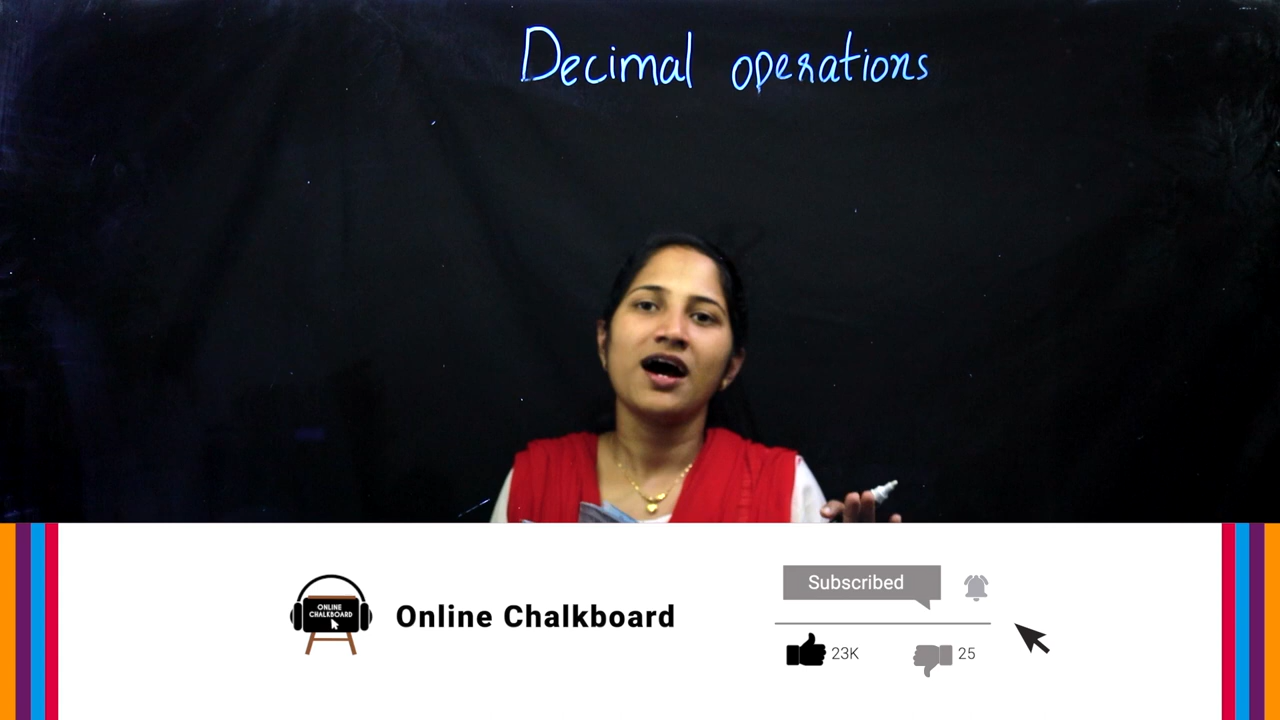 Decimal operations
ONLINE
CHALKBOARD
Online Chalkboard
Subscribed
23K
25